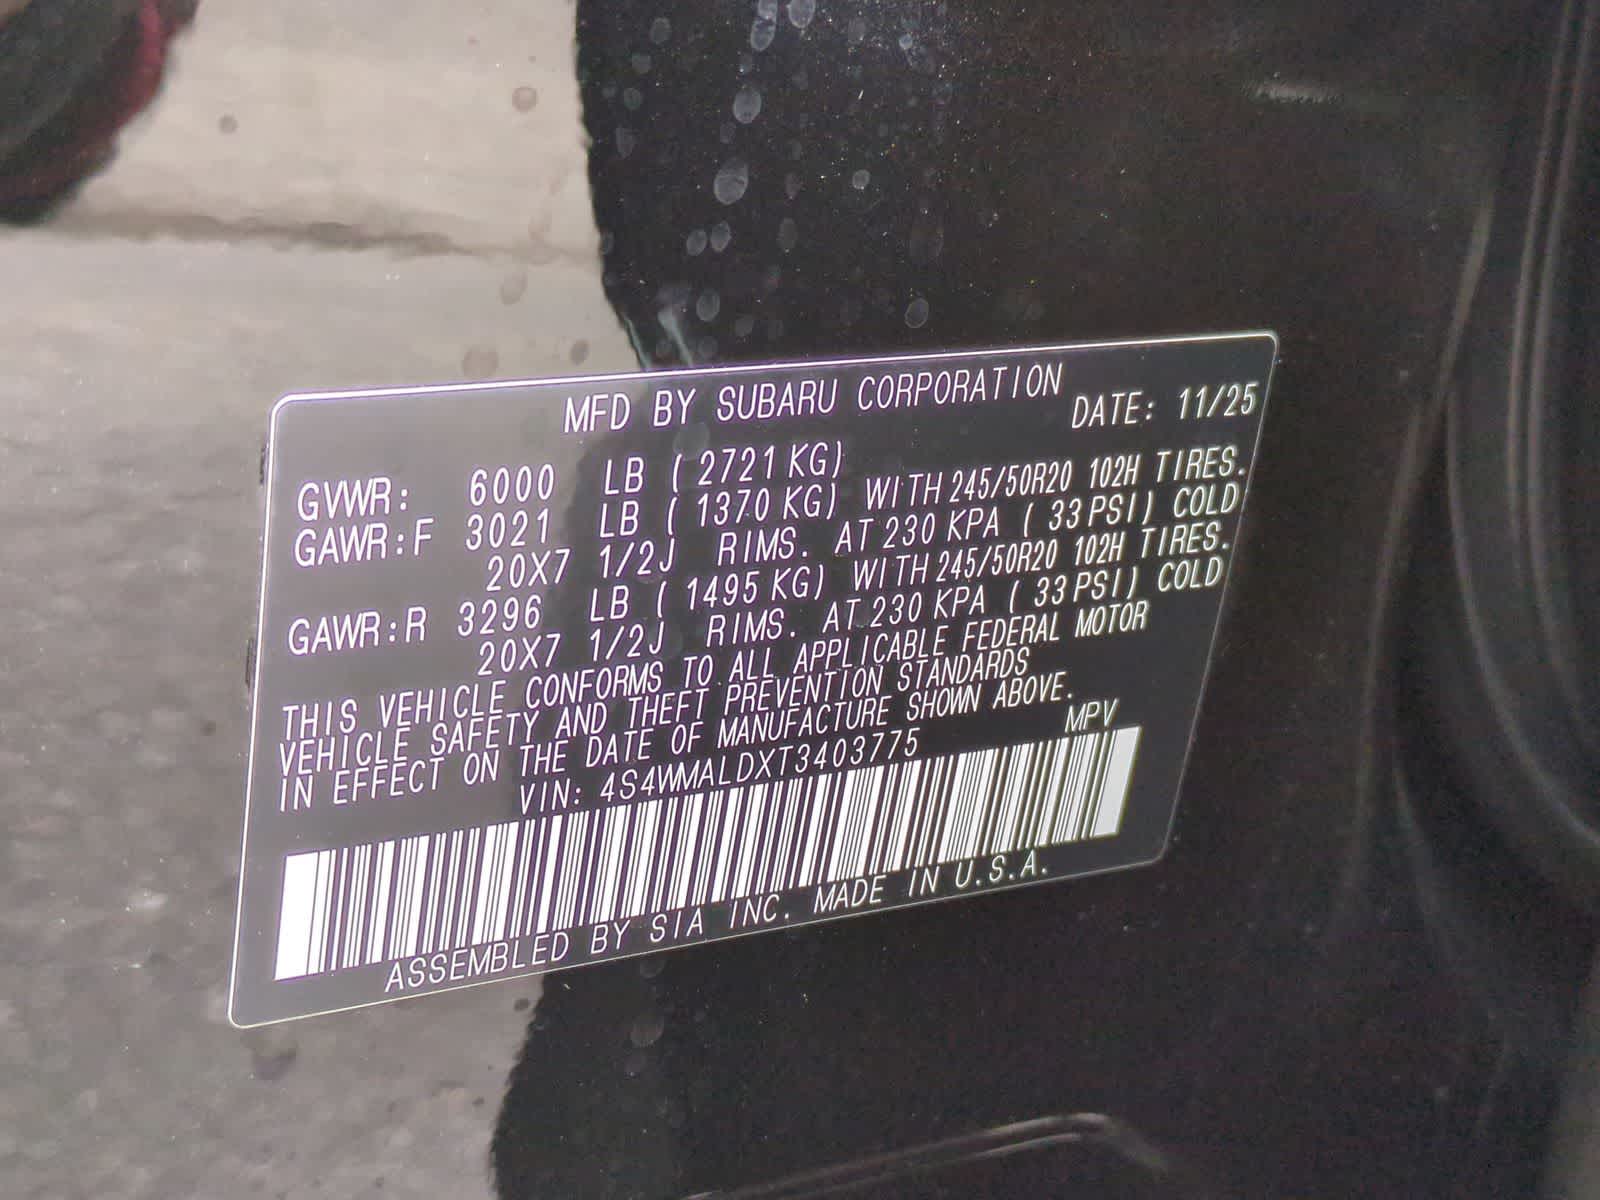 MFD BY SUBARU CORPORATION
DATE: 11/25
GVWR: 6000 LB ( 2721 KG)
GAWR:F 3021 LB ( 1370 KG) WITH 245/50R20 102H TIRES.
20X7 1/2J RIMS. AT 230 KPA ( 33 PSI) COLD
GAWR:R 3296 LB ( 1495 KG) WITH 245/50R20 102H TIRES.
20X7 1/2J RIMS. AT 230 KPA ( 33 PSI) COLD
THIS VEHICLE CONFORMS TO ALL APPLICABLE FEDERAL MOTOR
VEHICLE SAFETY AND THEFT PREVENTION STANDARDS
IN EFFECT ON THE DATE OF MANUFACTURE SHOWN ABOVE.
VIN: 4S4WMALDXT3403775 MPV
ASSEMBLED BY SIA INC. MADE IN U.S.A.